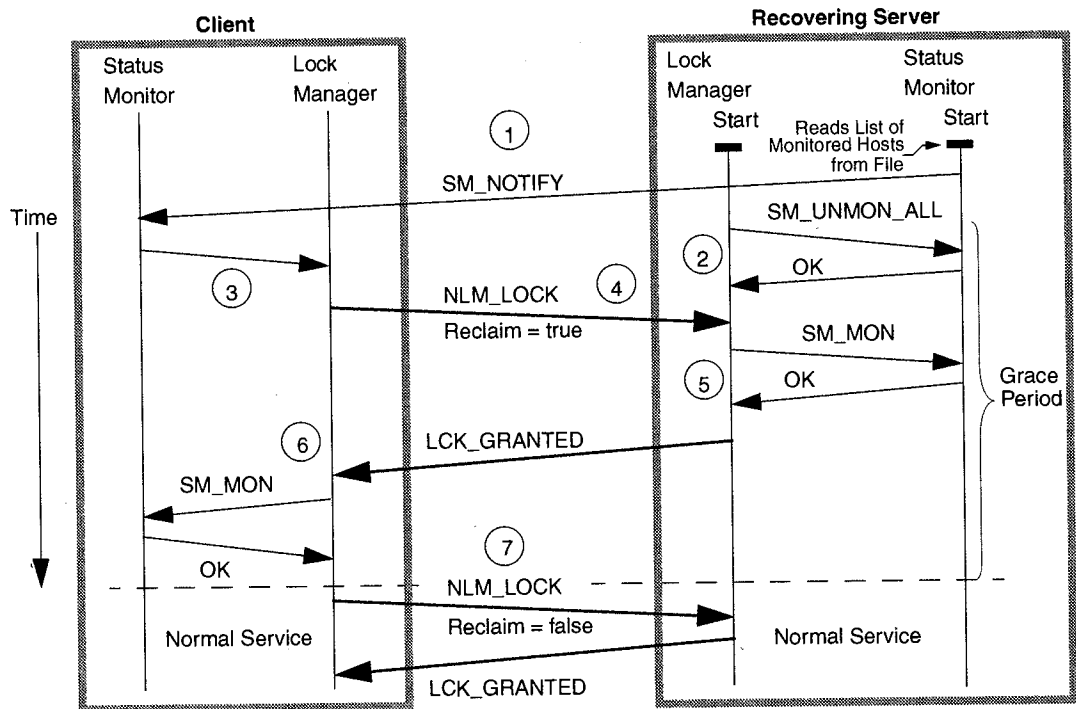 Client
Recovering Server
Status
Monitor
Lock
Manager
Lock
Manager
Start
Status
Monitor
Start
Reads List of
Monitored Hosts
from File
1
SM_NOTIFY
Time
SM_UNMON_ALL
2
OK
3
4
NLM_LOCK
Reclaim = true
SM_MON
5
OK
Grace
Period
6
LCK_GRANTED
SM_MON
OK
7
NLM_LOCK
Reclaim = false
Normal Service
Normal Service
LCK_GRANTED